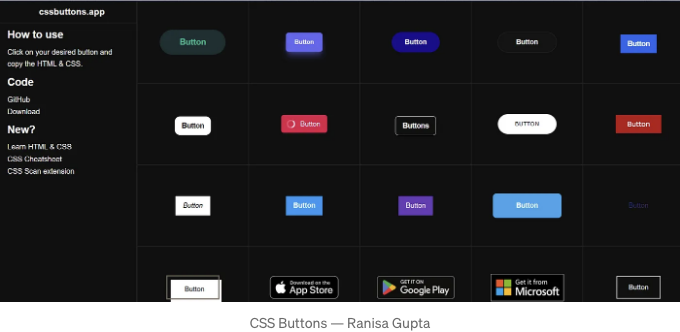 cssbuttons.app
How to use
Click on your desired button and
copy the HTML & CSS.
Code
GitHub
Download
New?
Learn HTML & CSS
CSS Cheatsheet
CSS Scan extension
Button
Button
Button
Button
Button
Button
Button
Buttons
BUTTON
Button
Button
Button
Button
Button
Button
Button
Download on the
App Store
GET IT ON
Google Play
Get it from
Microsoft
Button
CSS Buttons — Ranisa Gupta